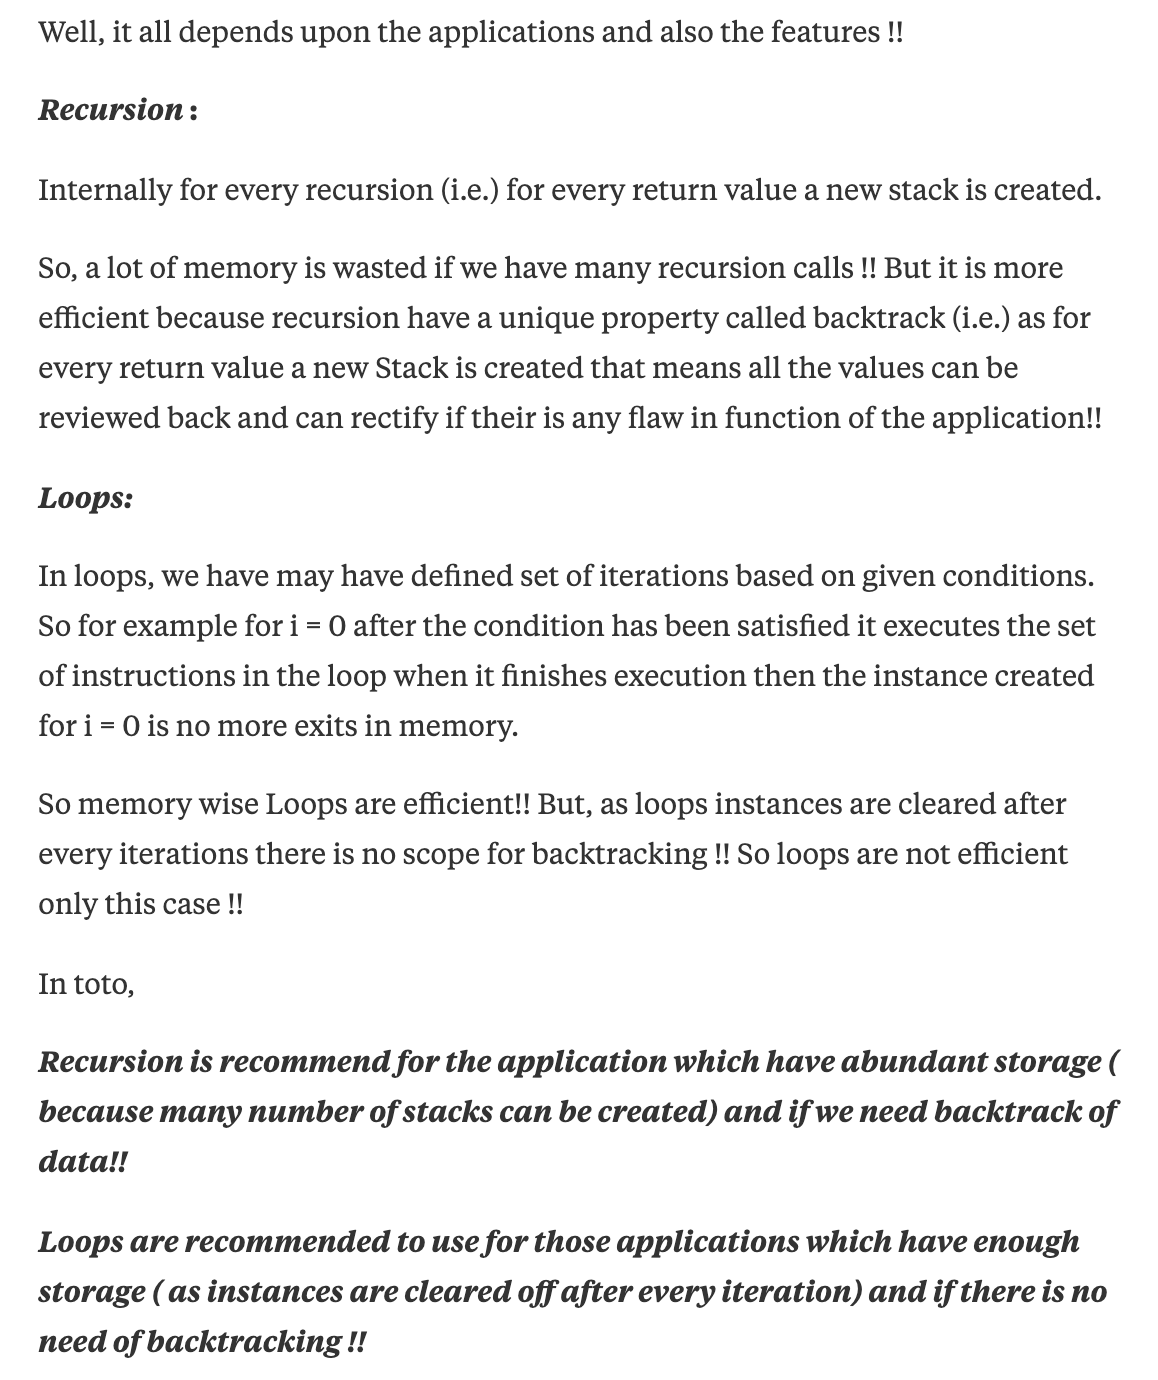 Well, it all depends upon the applications and also the features !!
Recursion :
Internally for every recursion (i.e.) for every return value a new stack is created.
So, a lot of memory is wasted if we have many recursion calls !! But it is more
efficient because recursion have a unique property called backtrack (i.e.) as for
every return value a new Stack is created that means all the values can be
reviewed back and can rectify if their is any flaw in function of the application!!
Loops:
In loops, we have may have defined set of iterations based on given conditions.
So for example for i = 0 after the condition has been satisfied it executes the set
of instructions in the loop when it finishes execution then the instance created
for i = 0 is no more exits in memory.
So memory wise Loops are efficient!! But, as loops instances are cleared after
every iterations there is no scope for backtracking !! So loops are not efficient
only this case !!
In toto,
Recursion is recommend for the application which have abundant storage (
because many number of stacks can be created) and if we need backtrack of
data!!
Loops are recommended to use for those applications which have enough
storage ( as instances are cleared off after every iteration) and if there is no
need of backtracking !!